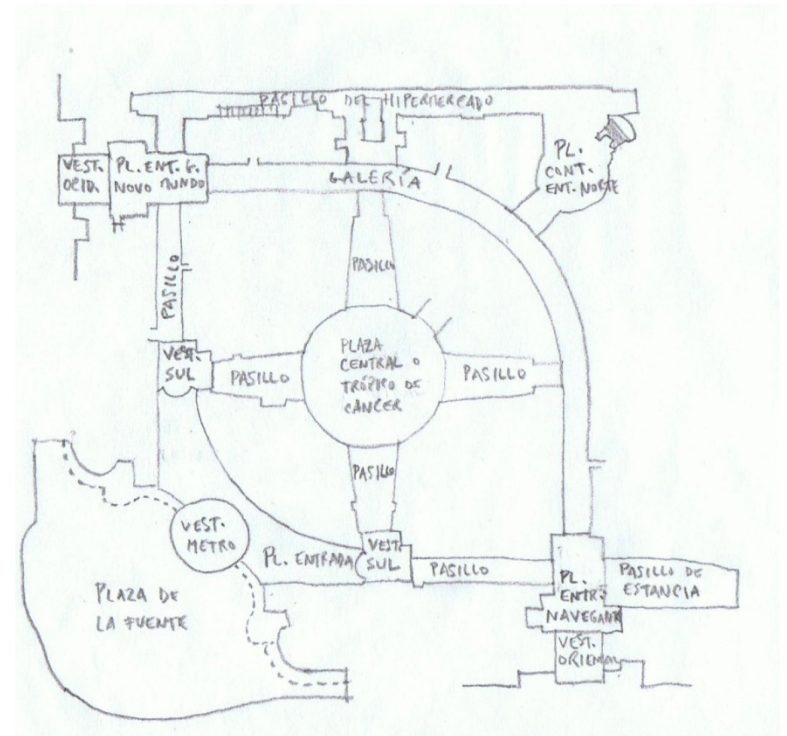 PASILLO DEL HIPERMERCADO
VEST.
OCID.
PL. ENT. G.
NOVO MUNDO
GALERÍA
PL.
CONT.
ENT. NORTE
PASILLO
PASILLO
VEST.
SUL
PASILLO
PLAZA
CENTRAL O
TRÓPICO DE
CÁNCER
PASILLO
PASILLO
VEST.
METRO
PL. ENTRADA
VEST.
SUL
PASILLO
PL.
ENTR.
NAVEGADR
PASILLO DE
ESTANCIA
VEST.
ORIENTAL
PLAZA DE
LA FUENTE